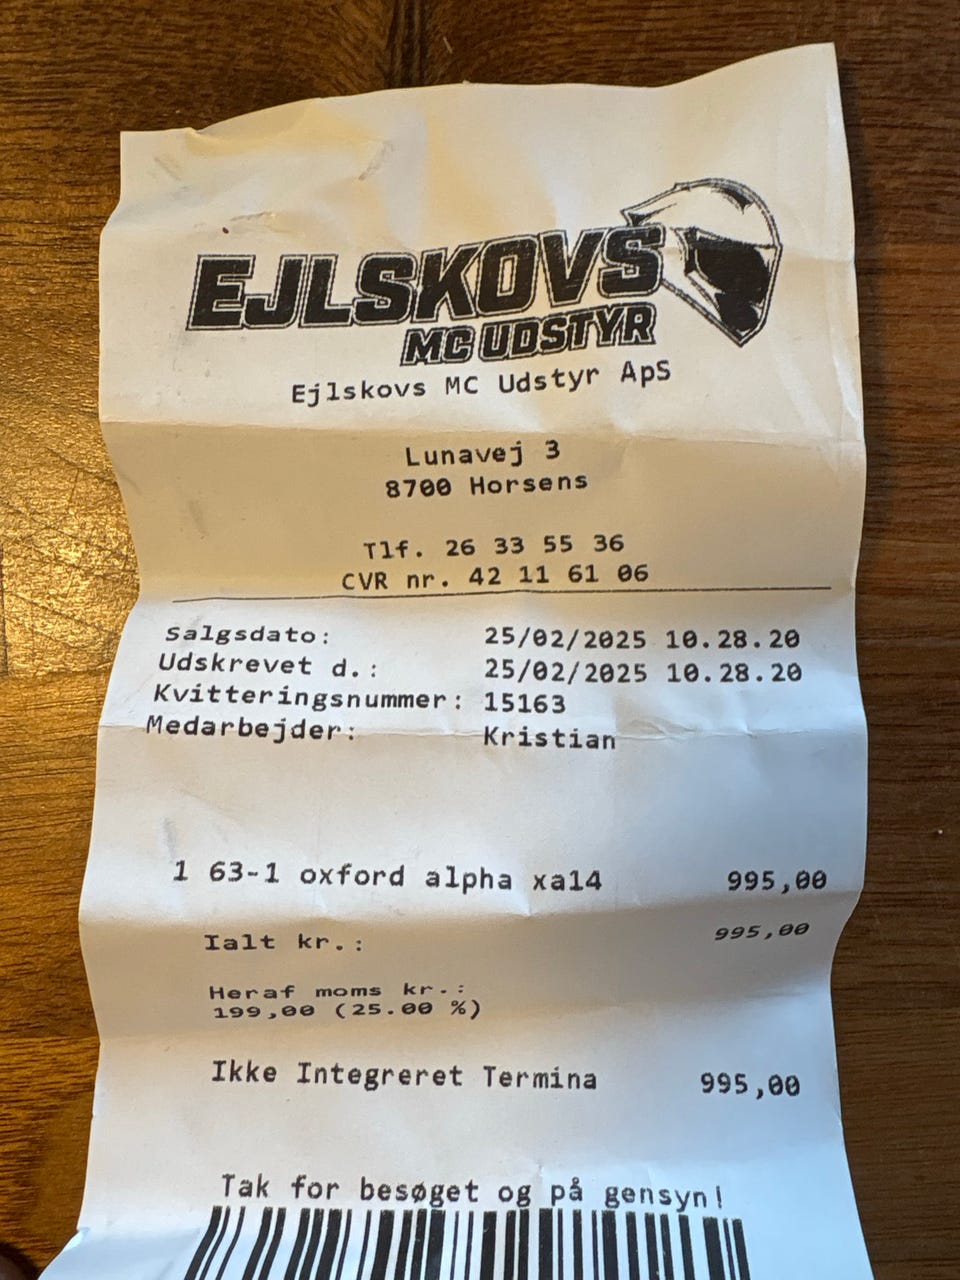 EJLSKOVS
MC UDSTYR
Ejlskovs MC Udstyr ApS
Lunavej 3
8700 Horsens
Tlf. 26 33 55 36
CVR nr. 42 11 61 06
Salgsdato: 25/02/2025 10.28.20
Udskrevet d.: 25/02/2025 10.28.20
Kvitteringsnummer: 15163
Medarbejder: Kristian
1 63-1 oxford alpha xa14 995,00
Ialt kr.: 995,00
Heraf moms kr.:
199,00 (25.00 %)
Ikke Integreret Termina 995,00
Tak for besøget og på gensyn!